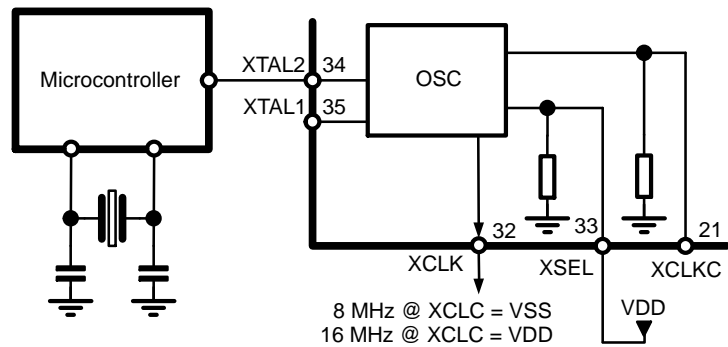 Microcontroller
XTAL2
34
OSC
XTAL1
35
32
33
21
XCLK
XSEL
XCLKC
8 MHz @ XCLC = VSS
16 MHz @ XCLC = VDD
VDD